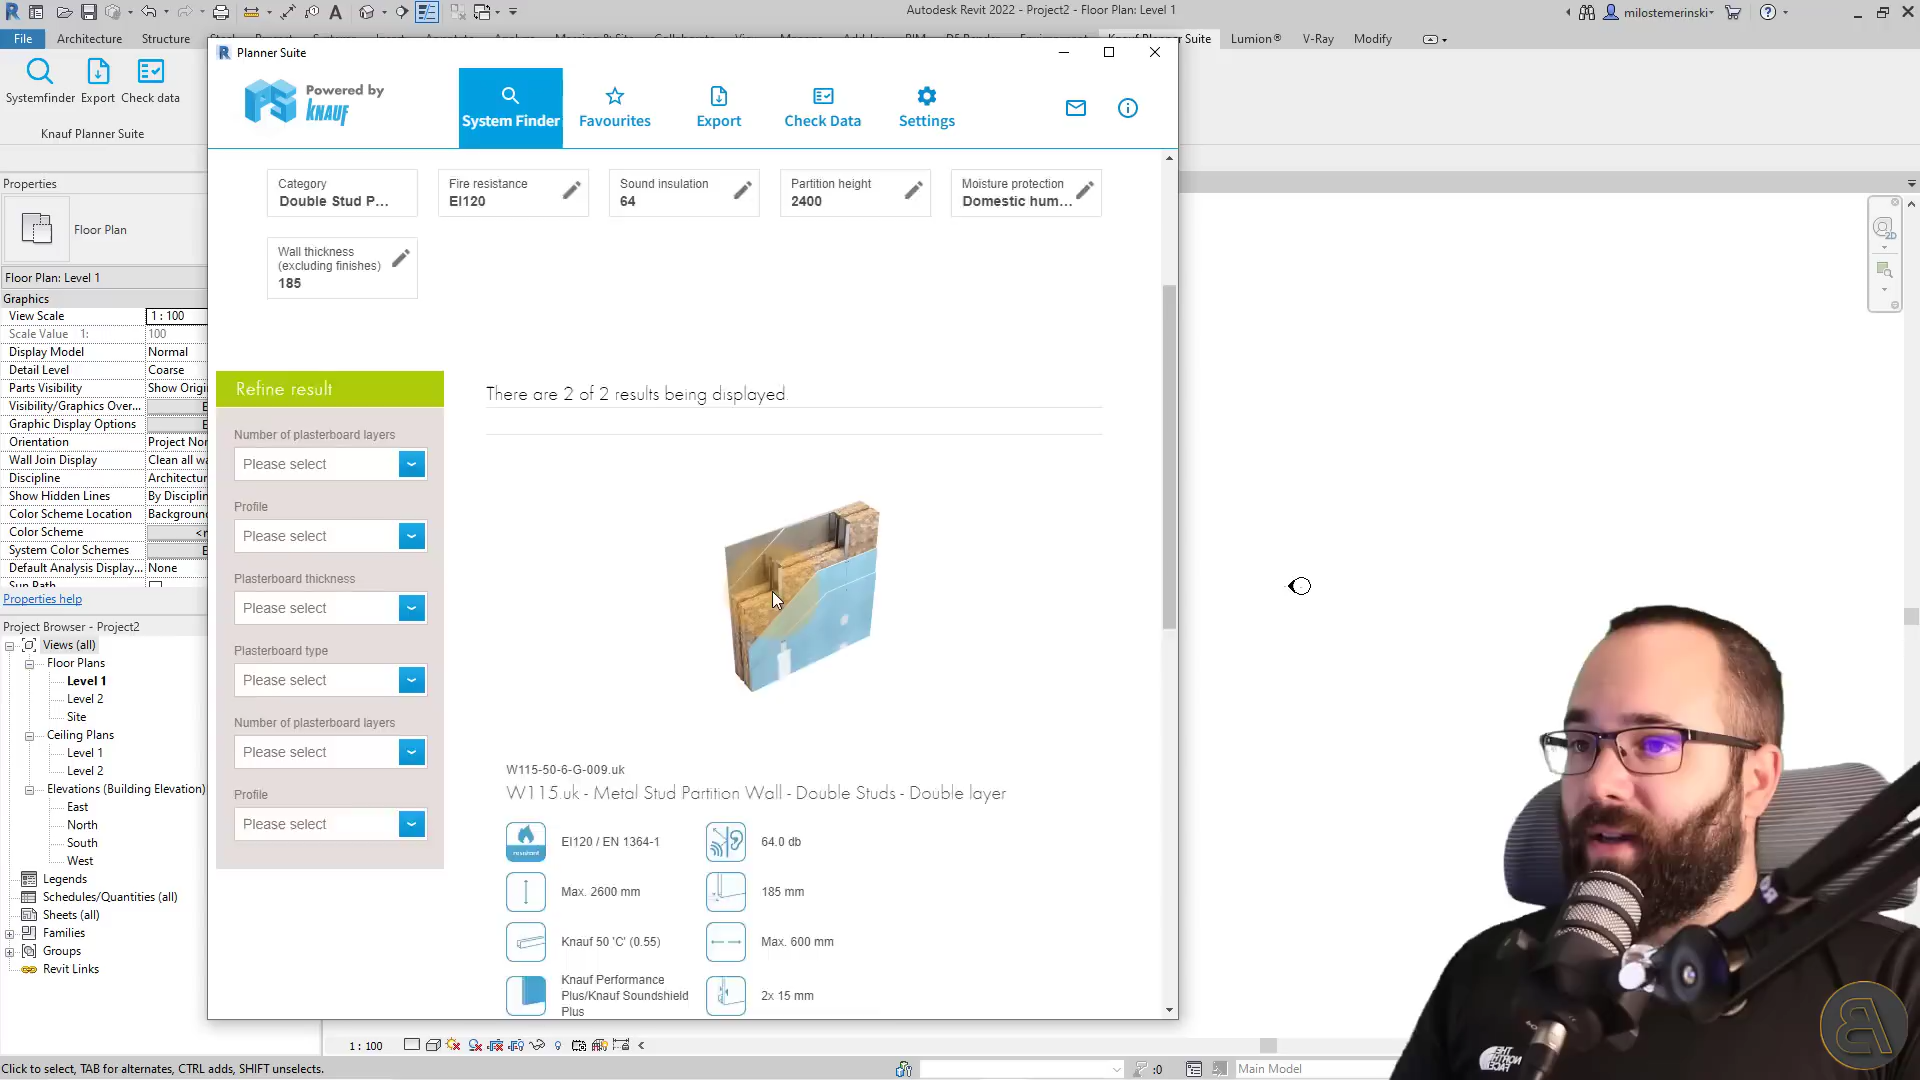 Autodesk Revit 2022 - Project2 - Floor Plan: Level 1
milostemerinski
File
Architecture
Structure
Suite
Lumion®
V-Ray
Modify
Systemfinder
Export
Check data
Knauf Planner Suite
Planner Suite
Powered by
KNAUF
System Finder
Favourites
Export
Check Data
Settings
Properties
Floor Plan
Floor Plan: Level 1
Graphics
View Scale 1 : 100
Scale Value 1: 100
Display Model Normal
Detail Level Coarse
Parts Visibility Show Origi
Visibility/Graphics Over... E
Graphic Display Options E
Orientation Project Nor
Wall Join Display Clean all wa
Discipline Architectur
Show Hidden Lines By Disciplin
Color Scheme Location Background
Color Scheme <n
System Color Schemes E
Default Analysis Display... None
Sun Path
Properties help
Project Browser - Project2
Views (all)
Floor Plans
Level 1
Level 2
Site
Ceiling Plans
Level 1
Level 2
Elevations (Building Elevation)
East
North
South
West
Legends
Schedules/Quantities (all)
Sheets (all)
Families
Groups
Revit Links
Category
Double Stud P...
Fire resistance
EI120
Sound insulation
64
Partition height
2400
Moisture protection
Domestic hum...
Wall thickness
(excluding finishes)
185
Refine result
Number of plasterboard layers
Please select
Profile
Please select
Plasterboard thickness
Please select
Plasterboard type
Please select
Number of plasterboard layers
Please select
Profile
Please select
There are 2 of 2 results being displayed.
W115-50-6-G-009.uk
W115.uk - Metal Stud Partition Wall - Double Studs - Double layer
EI120 / EN 1364-1
64.0 db
Max. 2600 mm
185 mm
Knauf 50 'C' (0.55)
Max. 600 mm
Knauf Performance
Plus/Knauf Soundshield
Plus
2x 15 mm
1 : 100
Click to select, TAB for alternates, CTRL adds, SHIFT unselects.
:0
Main Model